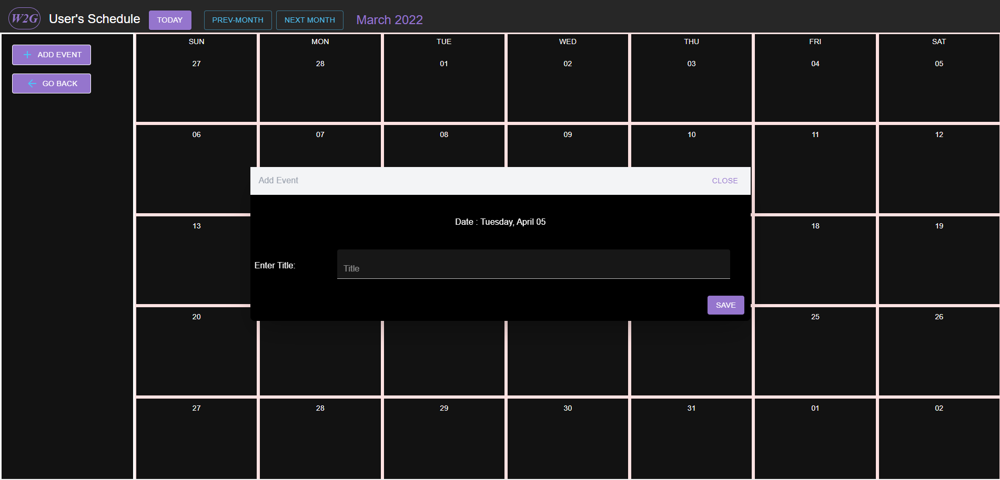 W2G User's Schedule TODAY PREV-MONTH NEXT MONTH March 2022
ADD EVENT
GO BACK
SUN MON TUE WED THU FRI SAT
27 28 01 02 03 04 05
06 07 08 09 10 11 12
Add Event CLOSE
Date : Tuesday, April 05
Enter Title: Title
SAVE
13 18 19
20 25 26
27 28 29 30 31 01 02